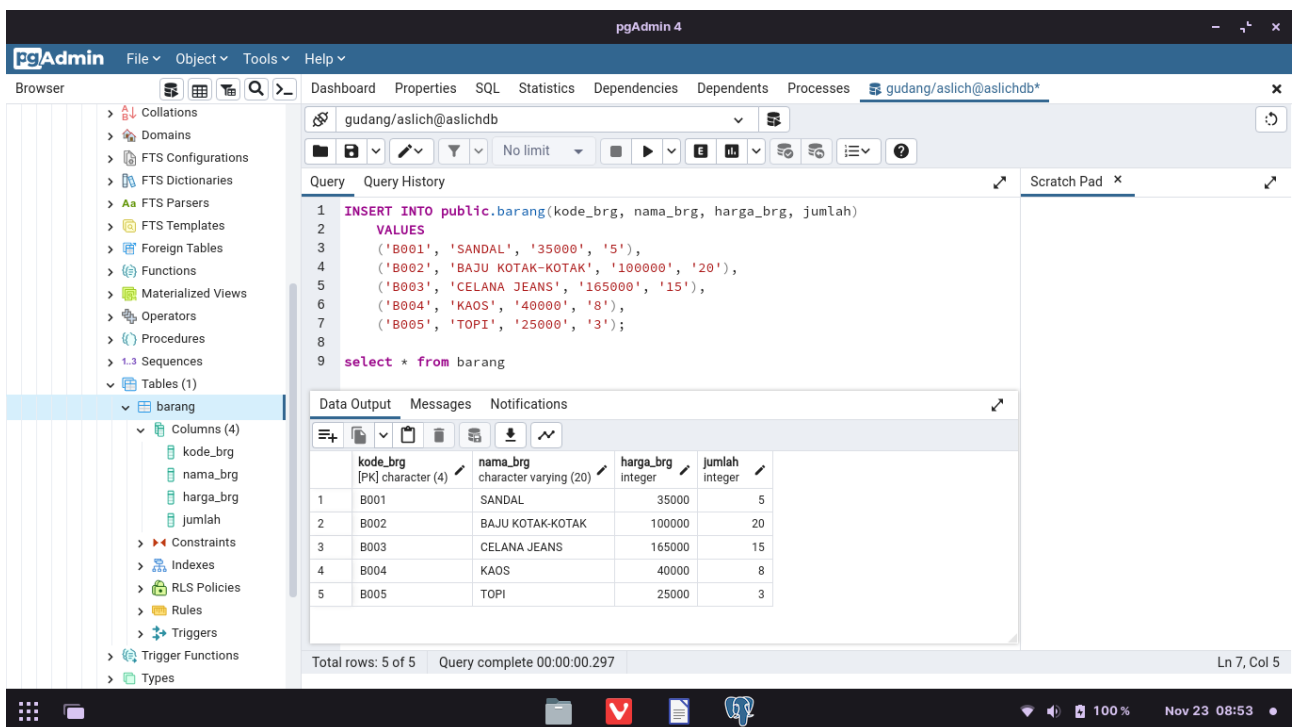 pgAdmin 4
pgAdmin File Object Tools Help
Browser
Dashboard Properties SQL Statistics Dependencies Dependents Processes gudang/aslich@aslichdb*
Collations
Domains
FTS Configurations
FTS Dictionaries
Aa FTS Parsers
FTS Templates
Foreign Tables
Functions
Materialized Views
Operators
Procedures
1..3 Sequences
Tables (1)
barang
Columns (4)
kode_brg
nama_brg
harga_brg
jumlah
Constraints
Indexes
RLS Policies
Rules
Triggers
Trigger Functions
Types
gudang/aslich@aslichdb
No limit
E
Query Query History
Scratch Pad
1 INSERT INTO public.barang(kode_brg, nama_brg, harga_brg, jumlah)
2 VALUES
3 ('B001', 'SANDAL', '35000', '5'),
4 ('B002', 'BAJU KOTAK-KOTAK', '100000', '20'),
5 ('B003', 'CELANA JEANS', '165000', '15'),
6 ('B004', 'KAOS', '40000', '8'),
7 ('B005', 'TOPI', '25000', '3');
8
9 select * from barang
Data Output Messages Notifications
kode_brg nama_brg harga_brg jumlah
[PK] character (4) character varying (20) integer integer
1 B001 SANDAL 35000 5
2 B002 BAJU KOTAK-KOTAK 100000 20
3 B003 CELANA JEANS 165000 15
4 B004 KAOS 40000 8
5 B005 TOPI 25000 3
Total rows: 5 of 5 Query complete 00:00:00.297 Ln 7, Col 5
100 % Nov 23 08:53